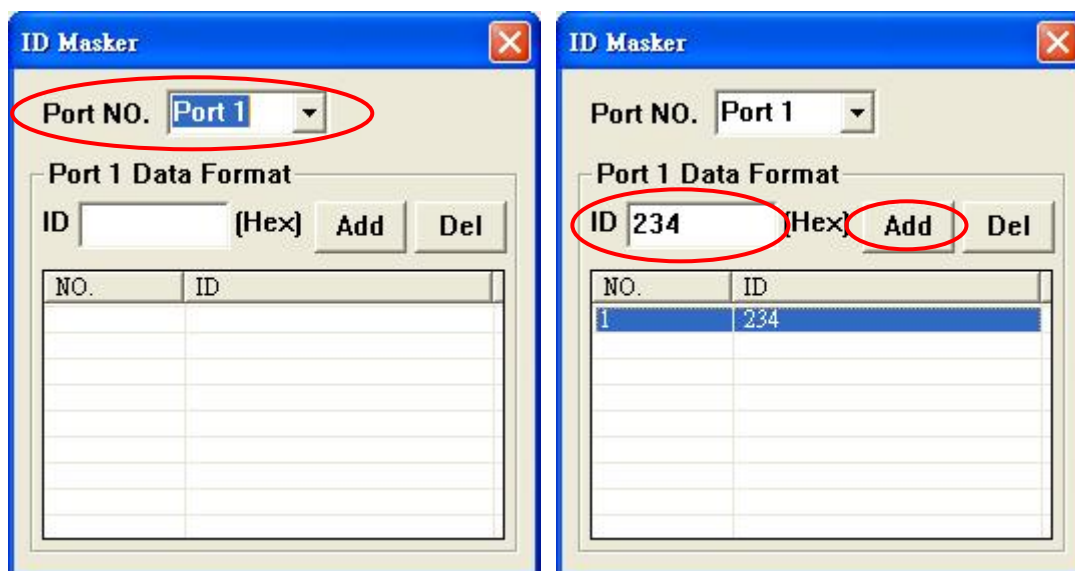 ID Masker
Port NO. Port 1
Port 1 Data Format
ID (Hex) Add Del
NO. ID
ID Masker
Port NO. Port 1
Port 1 Data Format
ID 234 (Hex) Add Del
NO. ID
1 234